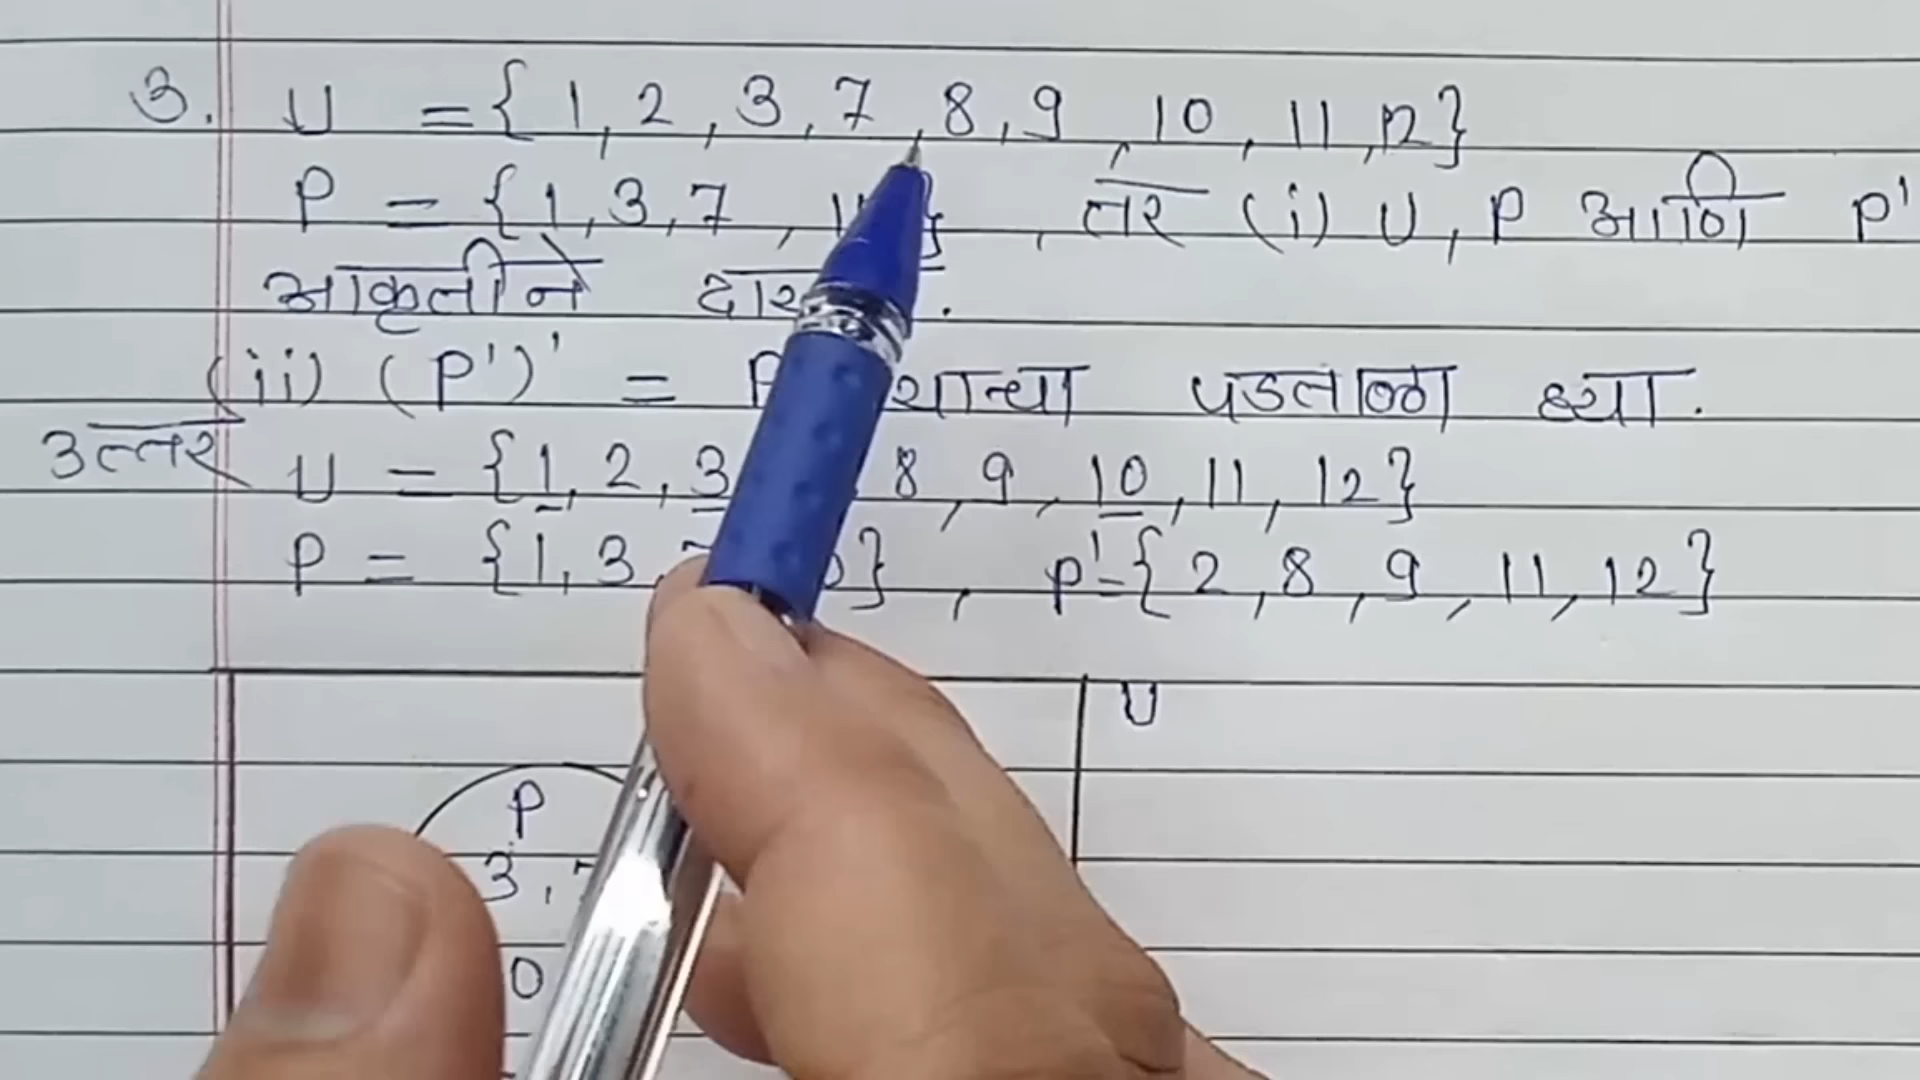 ३. U = { 1, 2, 3, 7, 8, 9, 10, 11, 12}
P = {1, 3, 7, }, तर (i) U, P आणि P'
आकृतीने .
(ii) (P')' = P याच्या पडताळा घ्या.
उत्तर U = {1, 2, 3 8, 9, 10, 11, 12}
P = {1, 3, }, P' = {2, 8, 9, 11, 12}
U
P
3,